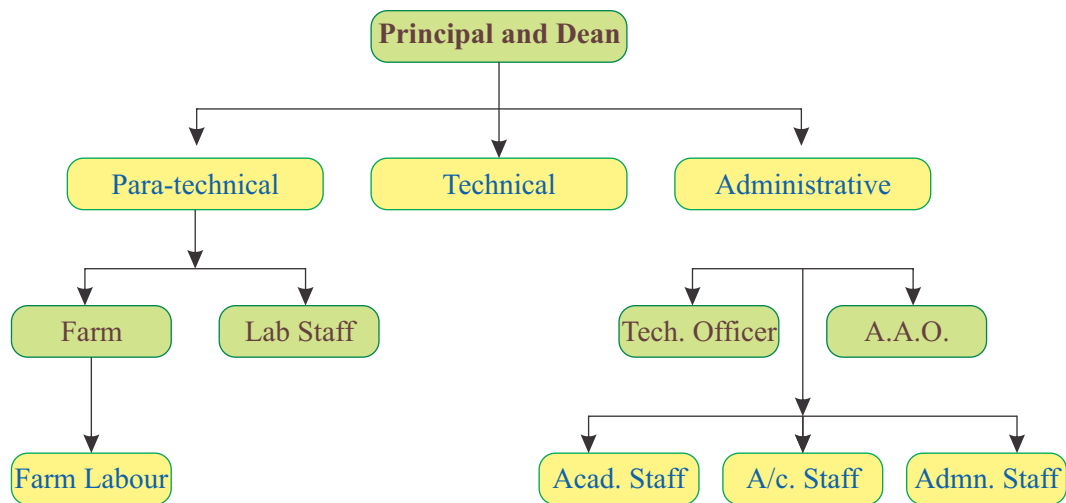 Principal and Dean
Para-technical
Technical
Administrative
Farm
Lab Staff
Tech. Officer
A.A.O.
Farm Labour
Acad. Staff
A/c. Staff
Admn. Staff